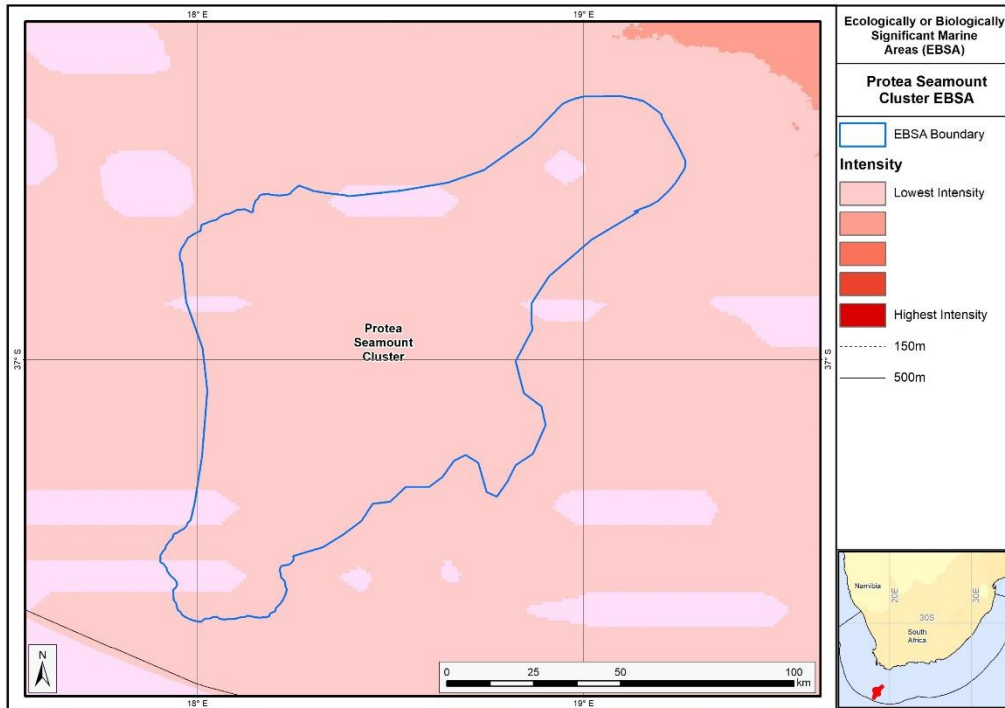 18° E
19° E
37° S
37° S
Protea
Seamount
Cluster
N
0
25
50
100
km
18° E
19° E
Ecologically or Biologically
Significant Marine
Areas (EBSA)
Protea Seamount
Cluster EBSA
EBSA Boundary
Intensity
Lowest Intensity
Highest Intensity
150m
500m
Namibia
20E
30E
30S
South
Africa